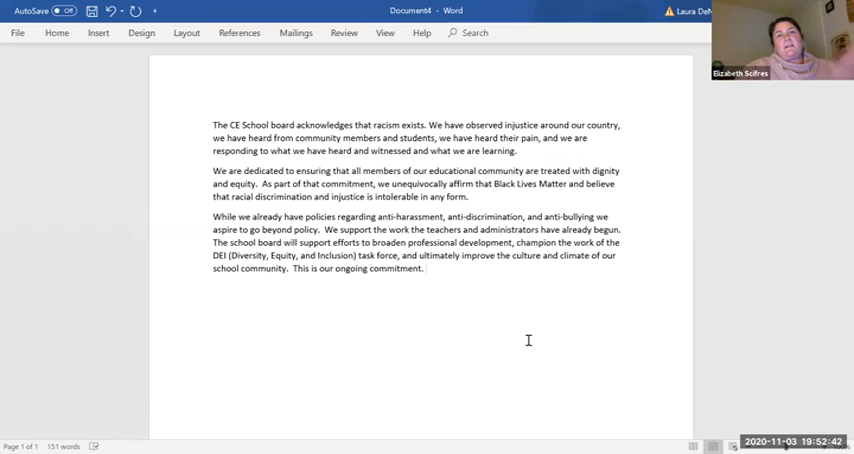 AutoSave Off Document4 - Word Laura DeN
File Home Insert Design Layout References Mailings Review View Help Search
Elizabeth Scifres
The CE School board acknowledges that racism exists. We have observed injustice around our country,
we have heard from community members and students, we have heard their pain, and we are
responding to what we have heard and witnessed and what we are learning.
We are dedicated to ensuring that all members of our educational community are treated with dignity
and equity. As part of that commitment, we unequivocally affirm that Black Lives Matter and believe
that racial discrimination and injustice is intolerable in any form.
While we already have policies regarding anti-harassment, anti-discrimination, and anti-bullying we
aspire to go beyond policy. We support the work the teachers and administrators have already begun.
The school board will support efforts to broaden professional development, champion the work of the
DEI (Diversity, Equity, and Inclusion) task force, and ultimately improve the culture and climate of our
school community. This is our ongoing commitment.
Page 1 of 1 151 words
2020-11-03 19:52:42